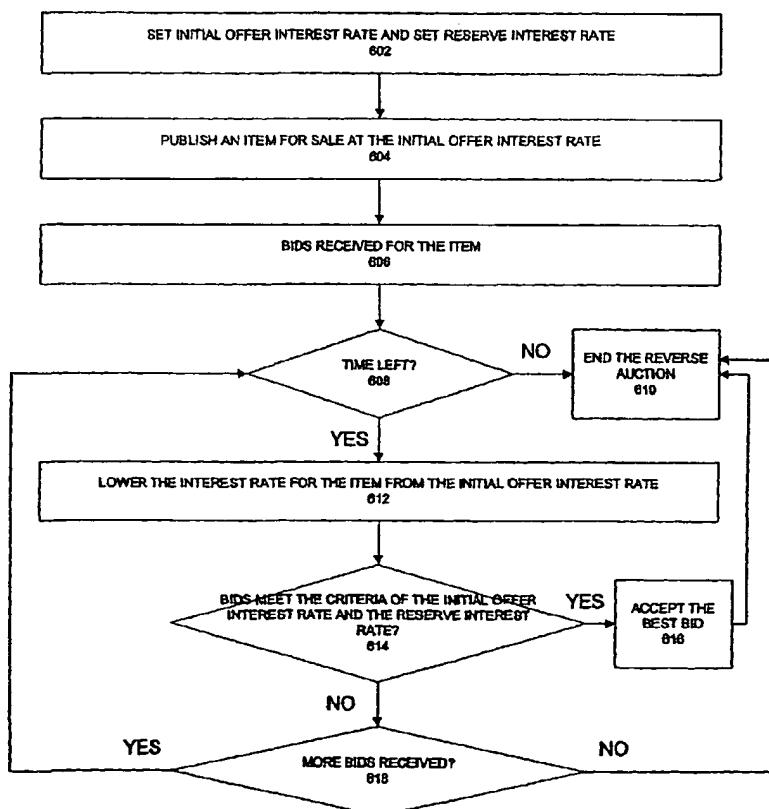 SET INITIAL OFFER INTEREST RATE AND SET RESERVE INTEREST RATE
602
PUBLISH AN ITEM FOR SALE AT THE INITIAL OFFER INTEREST RATE
604
BIDS RECEIVED FOR THE ITEM
606
TIME LEFT?
608
NO
END THE REVERSE
AUCTION
610
YES
LOWER THE INTEREST RATE FOR THE ITEM FROM THE INITIAL OFFER INTEREST RATE
612
BIDS MEET THE CRITERIA OF THE INITIAL OFFER
INTEREST RATE AND THE RESERVE INTEREST
RATE?
614
YES
ACCEPT THE
BEST BID
616
NO
YES
MORE BIDS RECEIVED?
618
NO